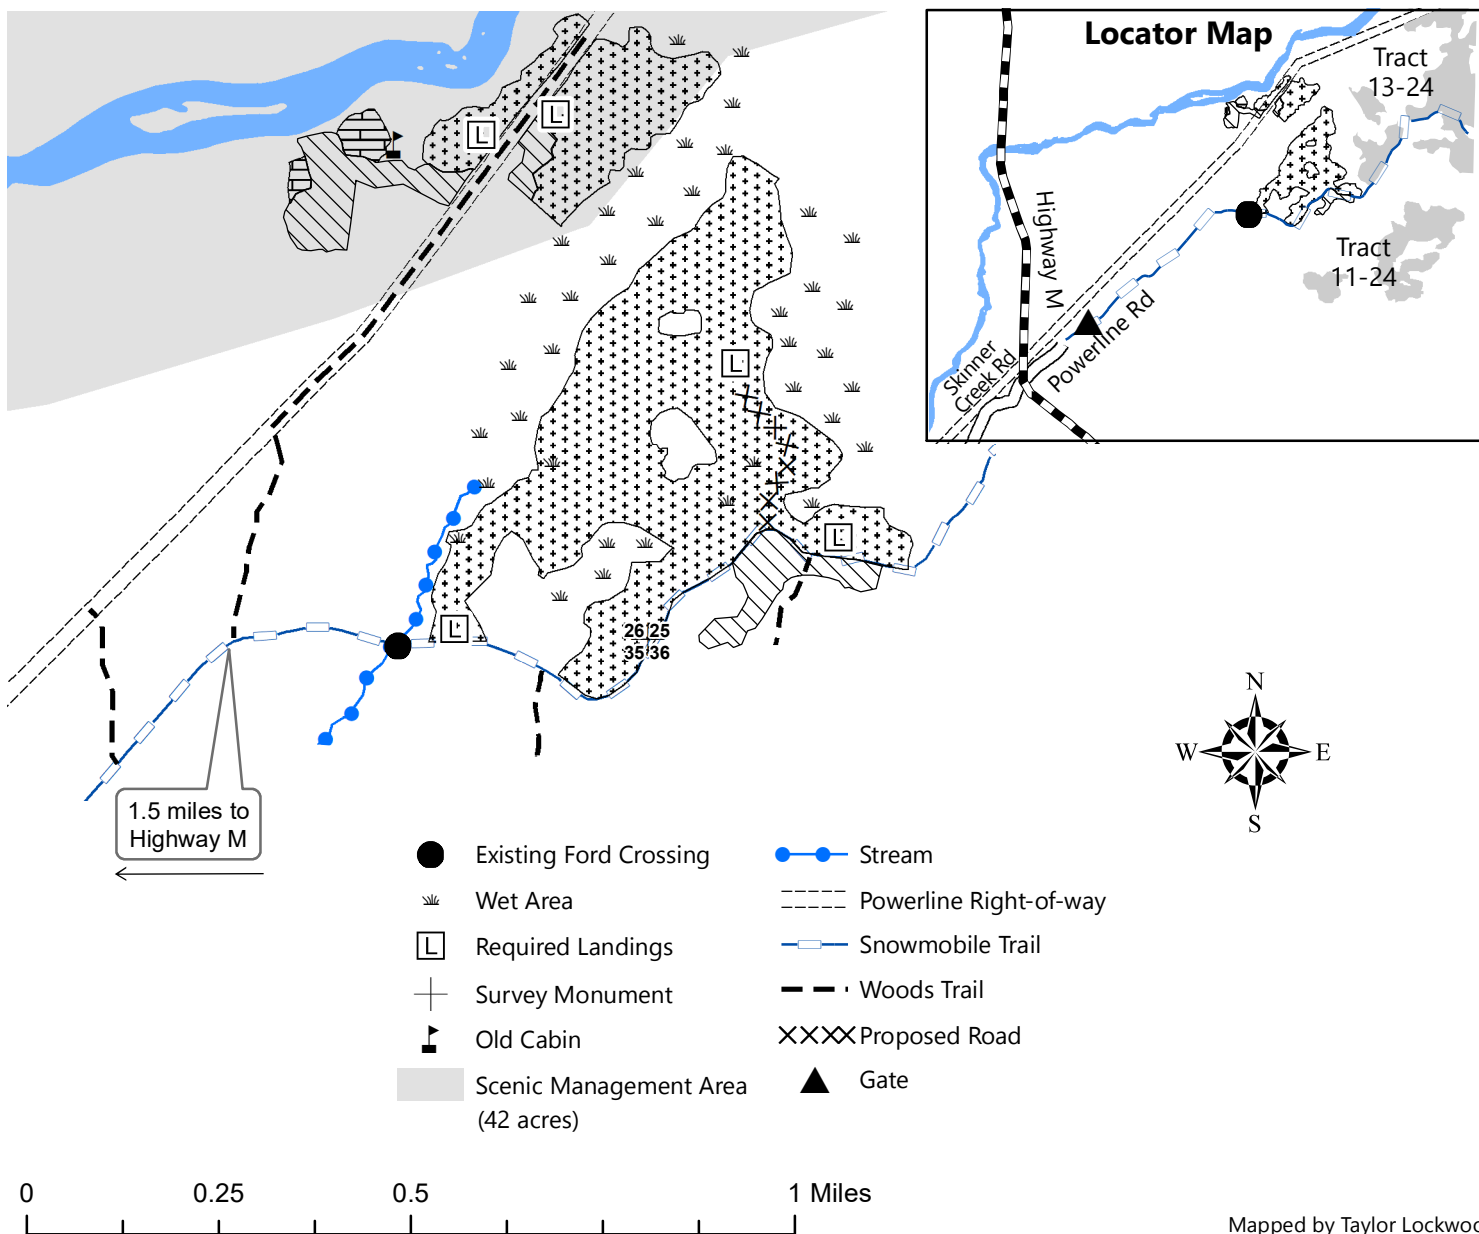 Locator Map
Tract
13-24
Highway M
Tract
11-24
Skinner
Creek Rd
Powerline Rd
L
L
L
L
L
26 25
35 36
1.5 miles to
Highway M
N
W E
S
Existing Ford Crossing
Wet Area
L Required Landings
Survey Monument
Old Cabin
Scenic Management Area
(42 acres)
Stream
Powerline Right-of-way
Snowmobile Trail
Woods Trail
Proposed Road
Gate
0 0.25 0.5 1 Miles
Mapped by Taylor Lockwoo